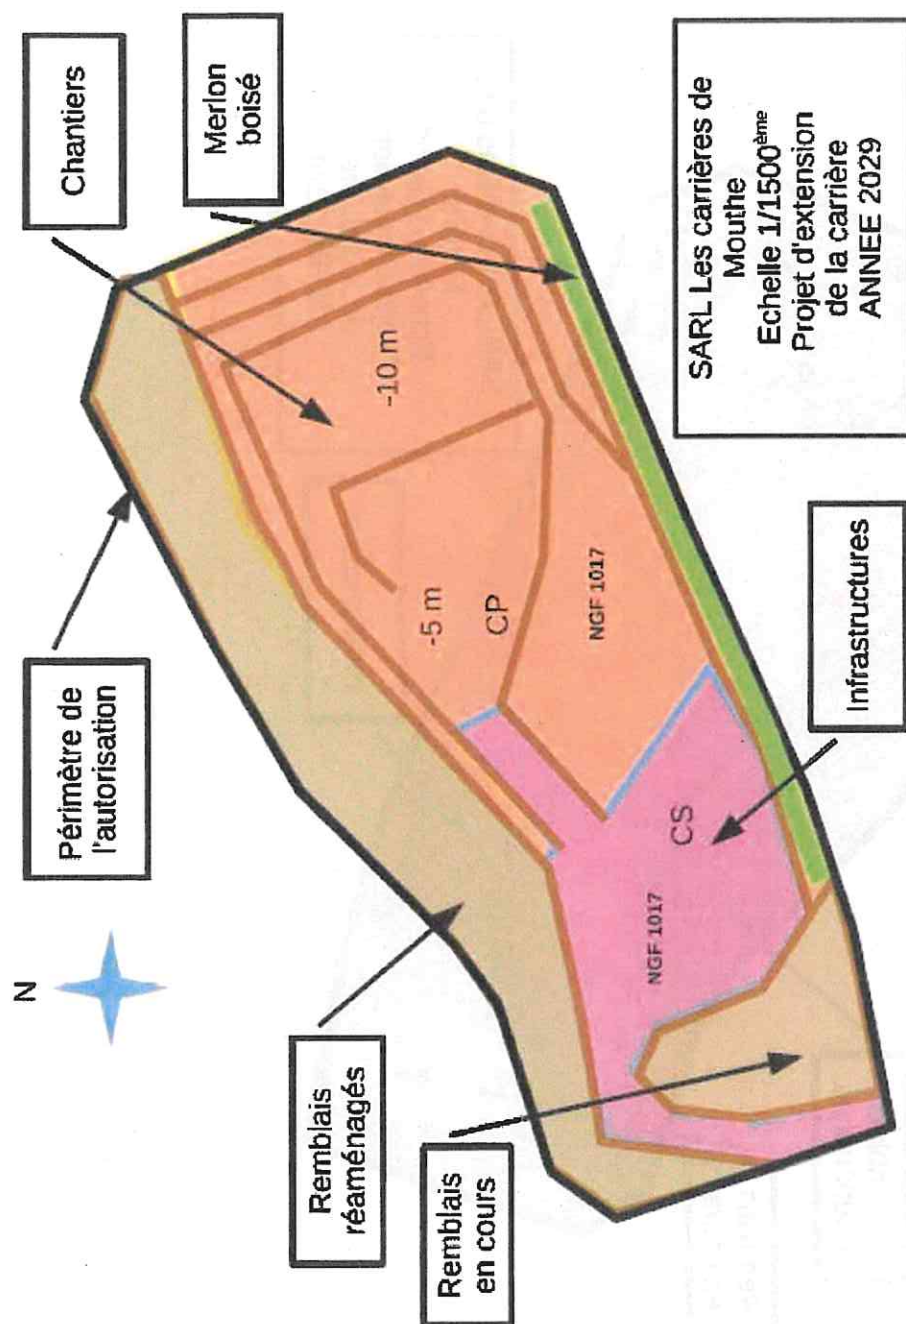 N
Périmètre de
l'autorisation
Chantiers
Merlon
boisé
Remblais
réaménagés
Remblais
en cours
-10 m
-5 m
CP
NGF 1017
NGF 1017
CS
Infrastructures
SARL Les carrières de
Mouthe
Echelle 1/1500ème
Projet d'extension
de la carrière
ANNEE 2029